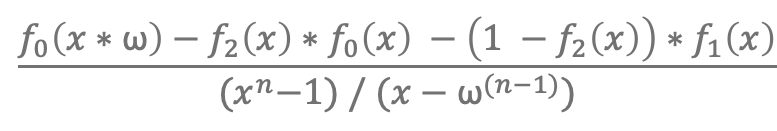 f₀(x * ω) − f₂(x) * f₀(x) − (1 − f₂(x)) * f₁(x)
(xⁿ−1) / (x − ω⁽ⁿ⁻¹⁾)